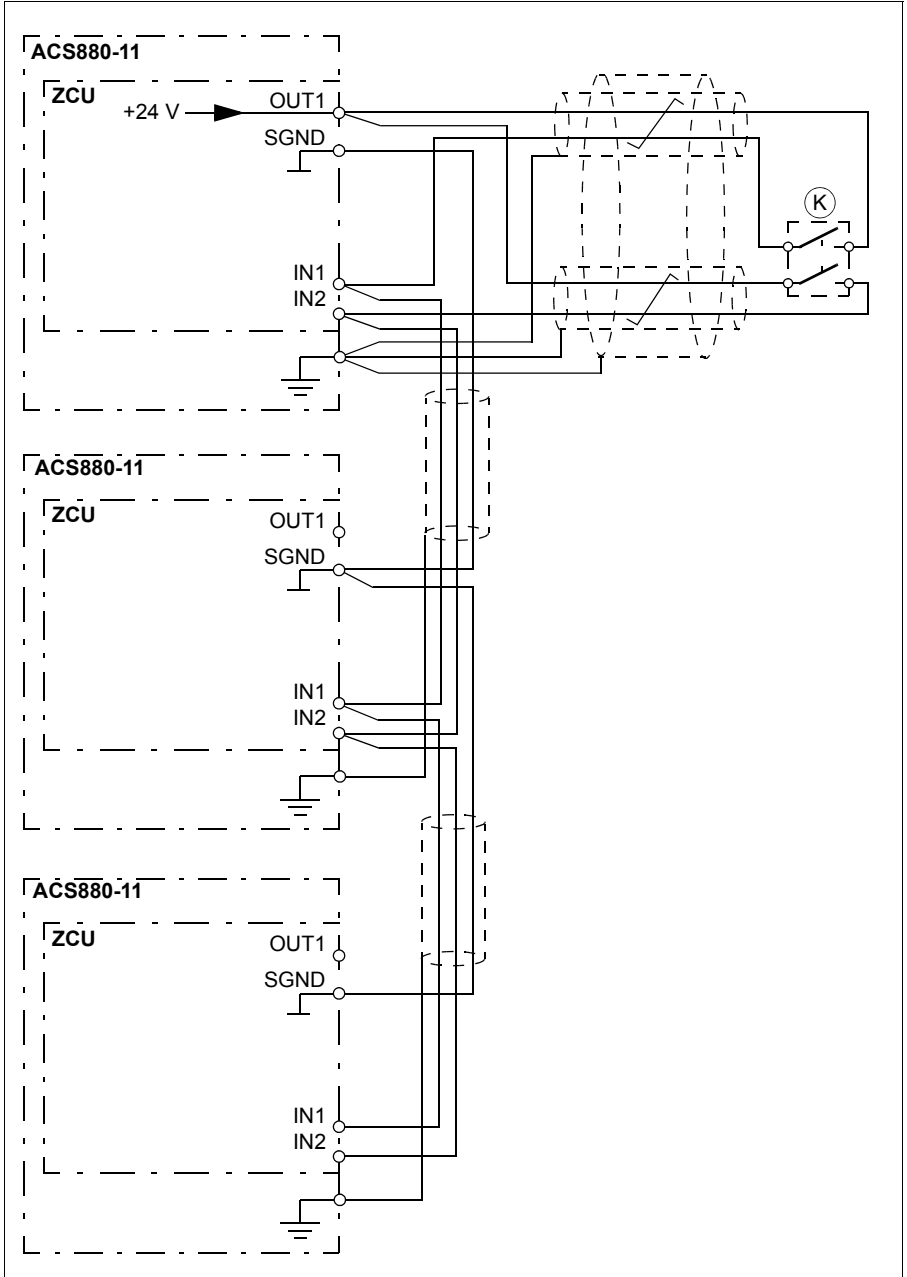 ACS880-11
ZCU
+24 V
OUT1
SGND
K
IN1
IN2
ACS880-11
ZCU
OUT1
SGND
IN1
IN2
ACS880-11
ZCU
OUT1
SGND
IN1
IN2